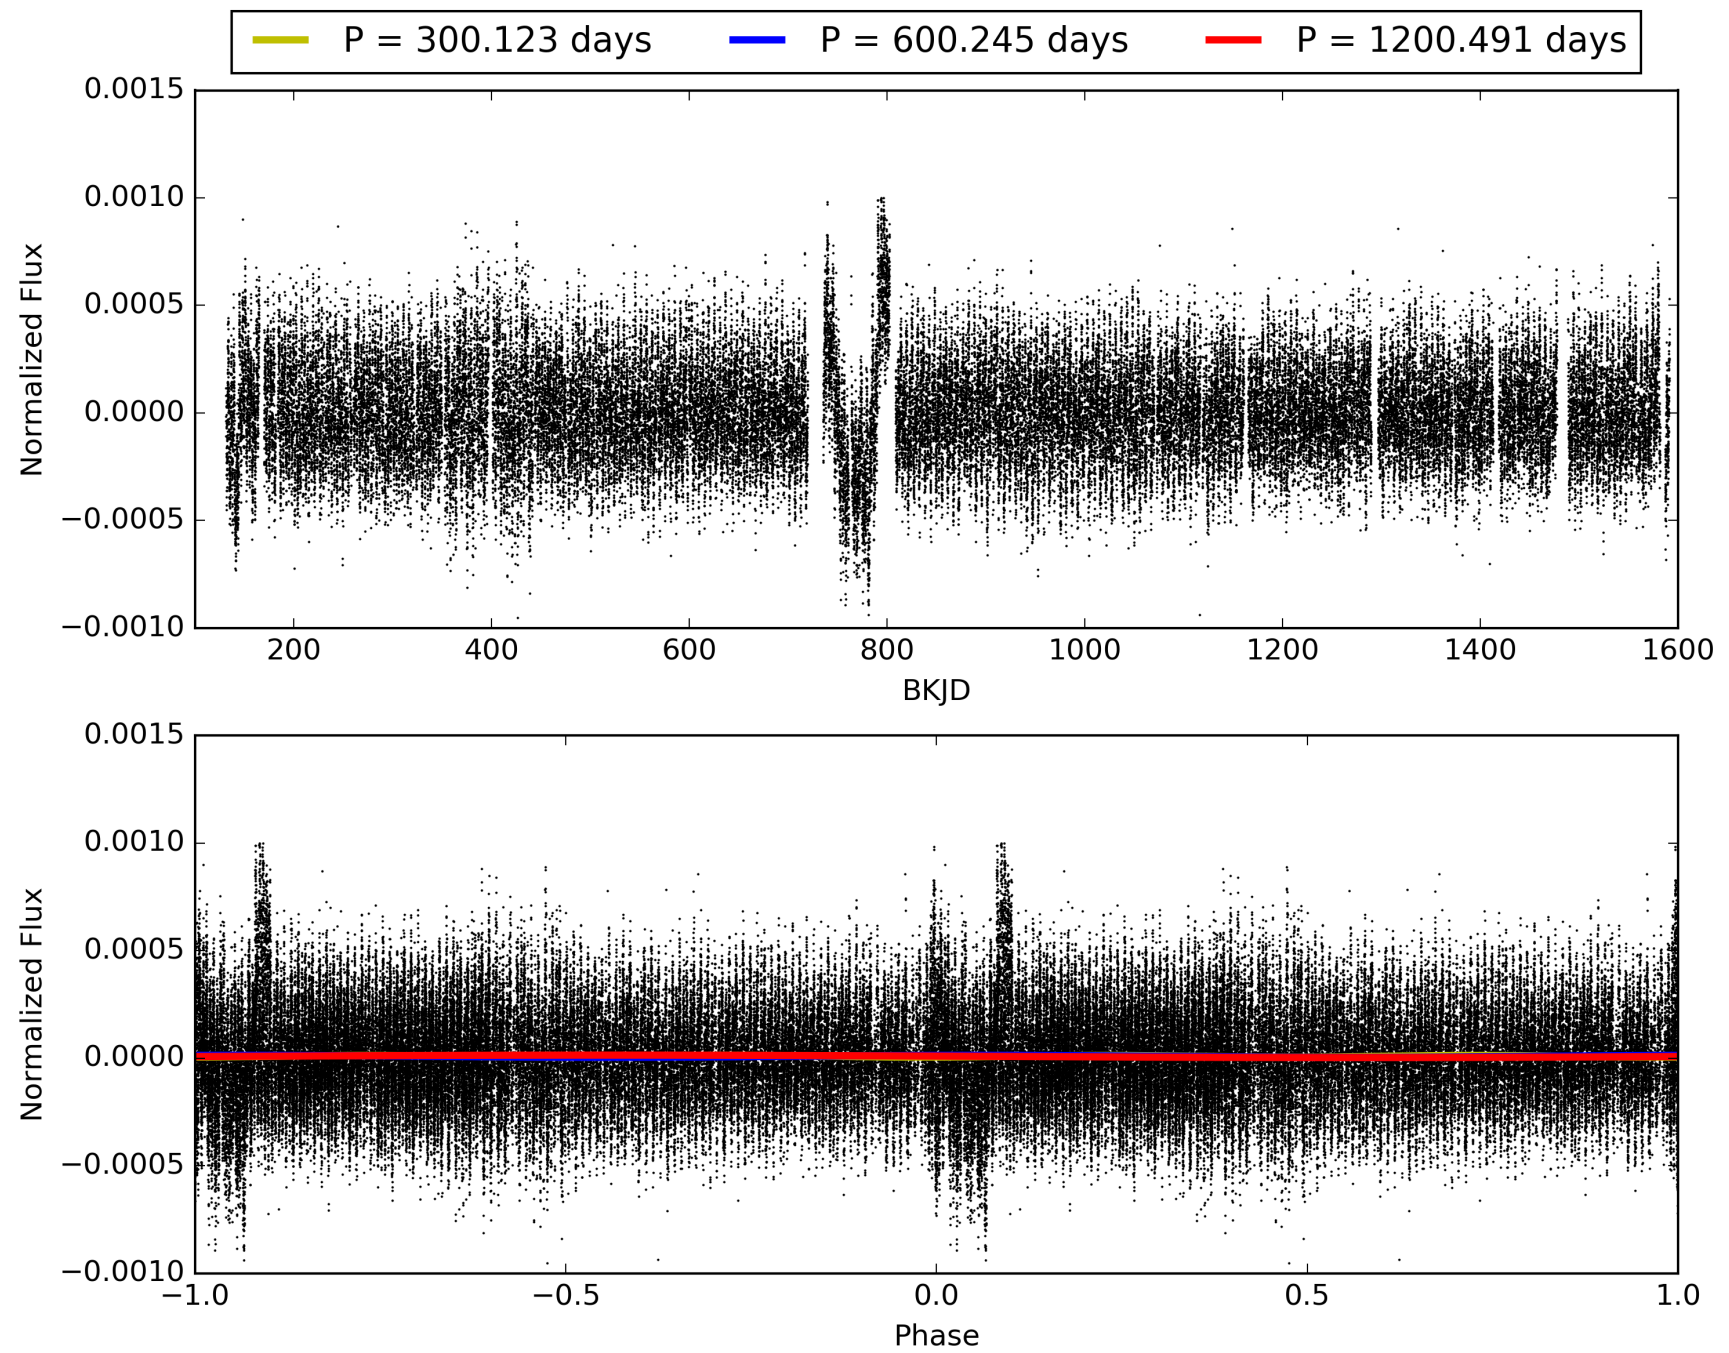 P = 300.123 days P = 600.245 days P = 1200.491 days
0.0015
0.0010
0.0005
0.0000
−0.0005
−0.0010
Normalized Flux
200 400 600 800 1000 1200 1400 1600
BKJD
0.0015
0.0010
0.0005
0.0000
−0.0005
−0.0010
Normalized Flux
−1.0 −0.5 0.0 0.5 1.0
Phase